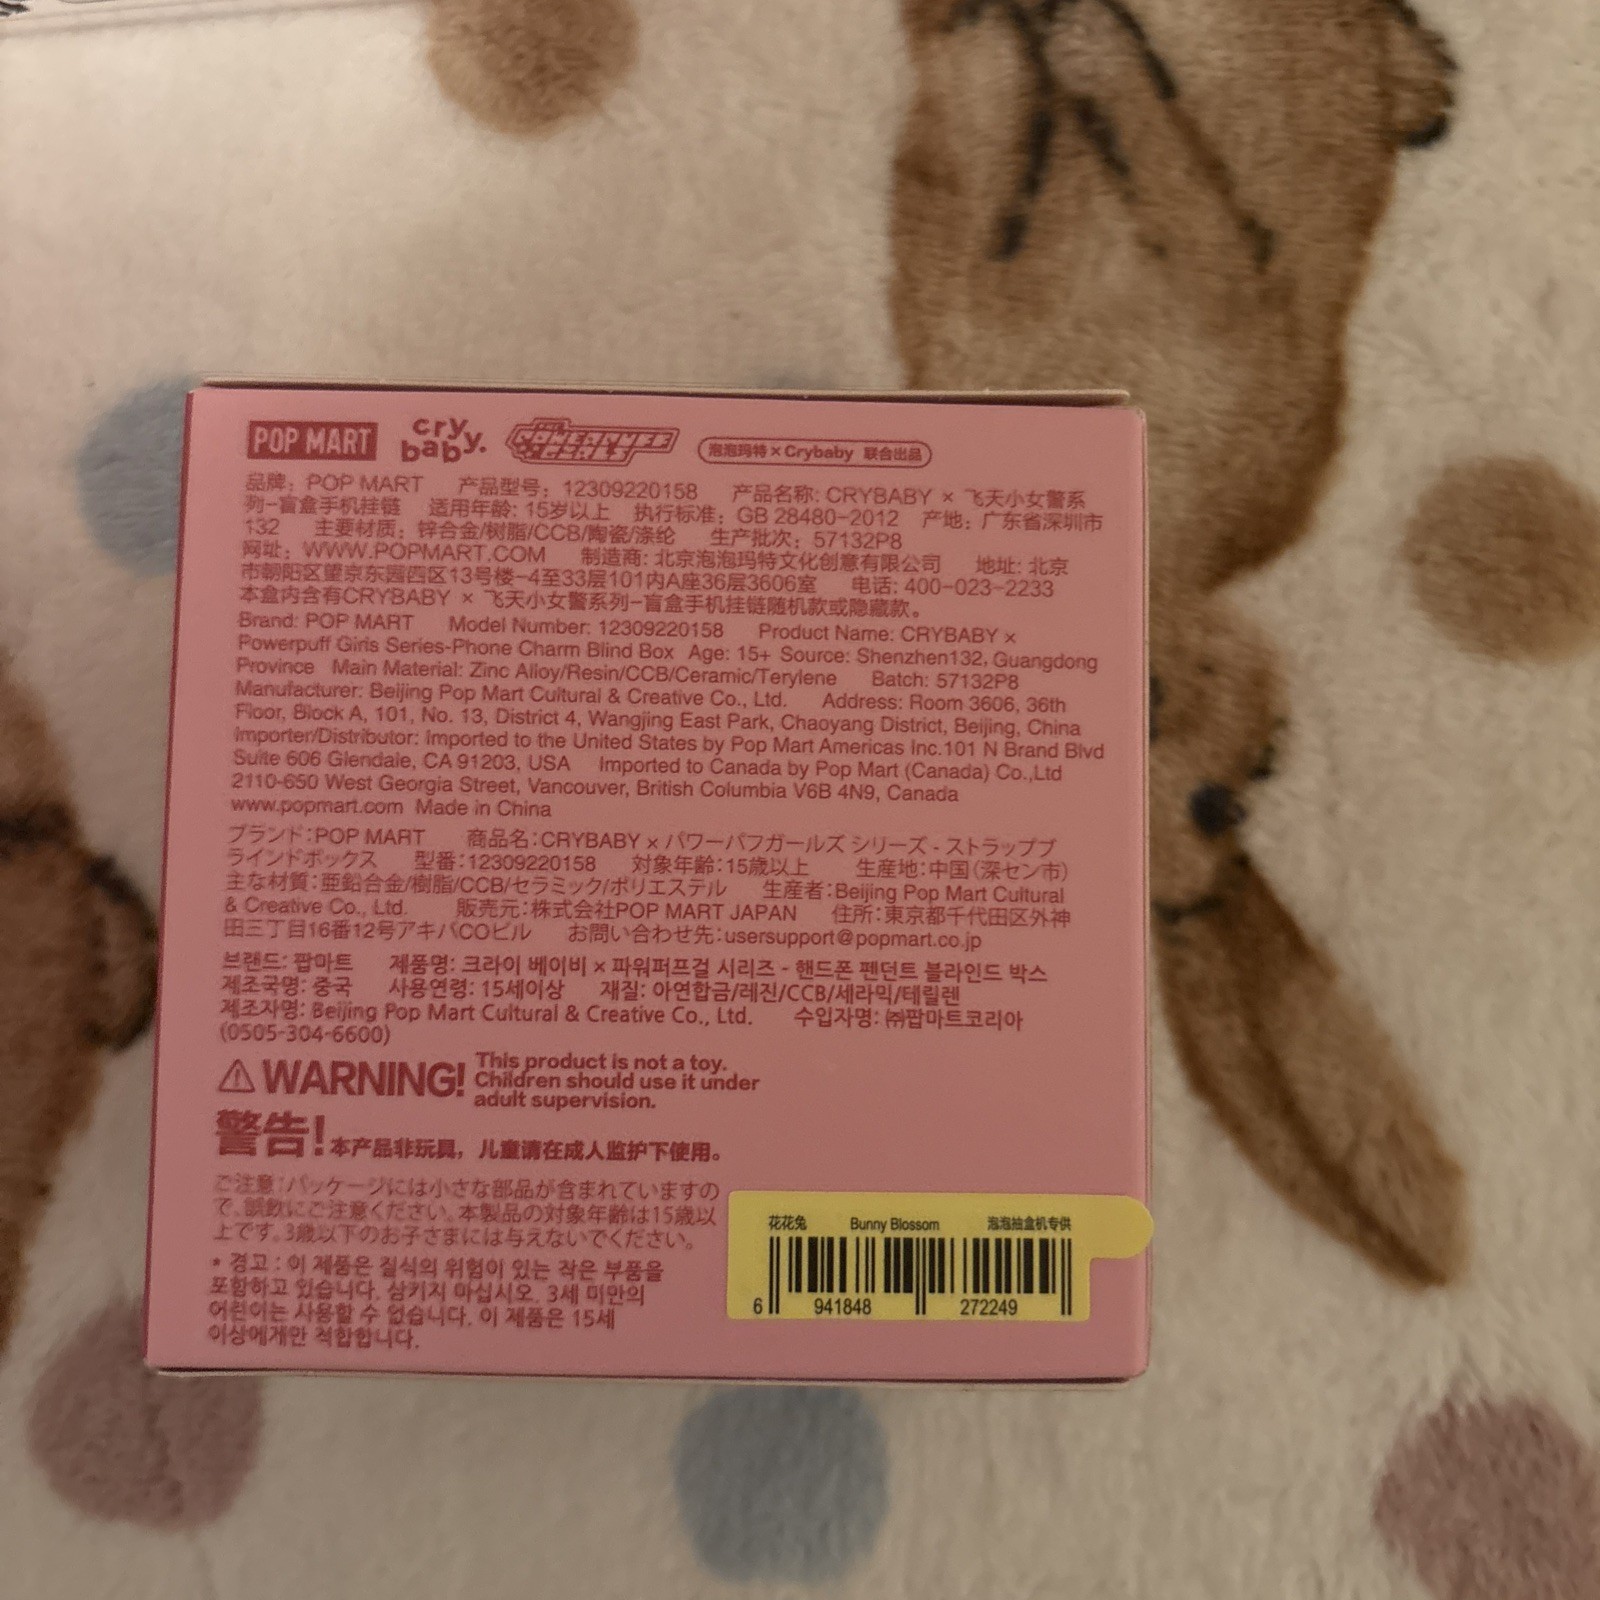 POP MART cry baby. THE POWERPUFF GIRLS 泡泡玛特×Crybaby 联合出品
品牌: POP MART 产品型号: 12309220158 产品名称: CRYBABY × 飞天小女警系
列-盲盒手机挂链 适用年龄: 15岁以上 执行标准: GB 28480-2012 产地: 广东省深圳市
132 主要材质: 锌合金/树脂/CCB/陶瓷/涤纶 生产批次: 57132P8
网址: WWW.POPMART.COM 制造商: 北京泡泡玛特文化创意有限公司 地址: 北京
市朝阳区望京东园四区13号楼-4至33层101内A座36层3606室 电话: 400-023-2233
本盒内含有CRYBABY × 飞天小女警系列-盲盒手机挂链随机款或隐藏款。
Brand: POP MART Model Number: 12309220158 Product Name: CRYBABY ×
Powerpuff Girls Series-Phone Charm Blind Box Age: 15+ Source: Shenzhen132, Guangdong
Province Main Material: Zinc Alloy/Resin/CCB/Ceramic/Terylene Batch: 57132P8
Manufacturer: Beijing Pop Mart Cultural & Creative Co., Ltd. Address: Room 3606, 36th
Floor, Block A, 101, No. 13, District 4, Wangjing East Park, Chaoyang District, Beijing, China
Importer/Distributor: Imported to the United States by Pop Mart Americas Inc.101 N Brand Blvd
Suite 606 Glendale, CA 91203, USA Imported to Canada by Pop Mart (Canada) Co.,Ltd
2110-650 West Georgia Street, Vancouver, British Columbia V6B 4N9, Canada
www.popmart.com Made in China
ブランド:POP MART 商品名:CRYBABY × パワーパフガールズ シリーズ - ストラップブ
ラインドボックス 型番:12309220158 対象年齢:15歳以上 生産地:中国(深セン市)
主な材質:亜鉛合金/樹脂/CCB/セラミック/ポリエステル 生産者:Beijing Pop Mart Cultural
& Creative Co., Ltd. 販売元:株式会社POP MART JAPAN 住所:東京都千代田区外神
田三丁目16番12号アキバCOビル お問い合わせ先:usersupport@popmart.co.jp
브랜드: 팝마트 제품명: 크라이 베이비 × 파워퍼프걸 시리즈 - 핸드폰 펜던트 블라인드 박스
제조국명: 중국 사용연령: 15세이상 재질: 아연합금/레진/CCB/세라믹/테릴렌
제조자명: Beijing Pop Mart Cultural & Creative Co., Ltd. 수입자명: ㈜팝마트코리아
(0505-304-6600)
⚠WARNING! This product is not a toy.
Children should use it under
adult supervision.
警告!本产品非玩具，儿童请在成人监护下使用。
ご注意:パッケージには小さな部品が含まれていますの
で、誤飲にご注意ください。本製品の対象年齢は15歳以
上です。3歳以下のお子さまには与えないでください。
* 경고 : 이 제품은 질식의 위험이 있는 작은 부품을
포함하고 있습니다. 삼키지 마십시오. 3세 미만의
어린이는 사용할 수 없습니다. 이 제품은 15세
이상에게만 적합합니다.
花花兔 Bunny Blossom 泡泡抽盒机专供
6 941848 272249